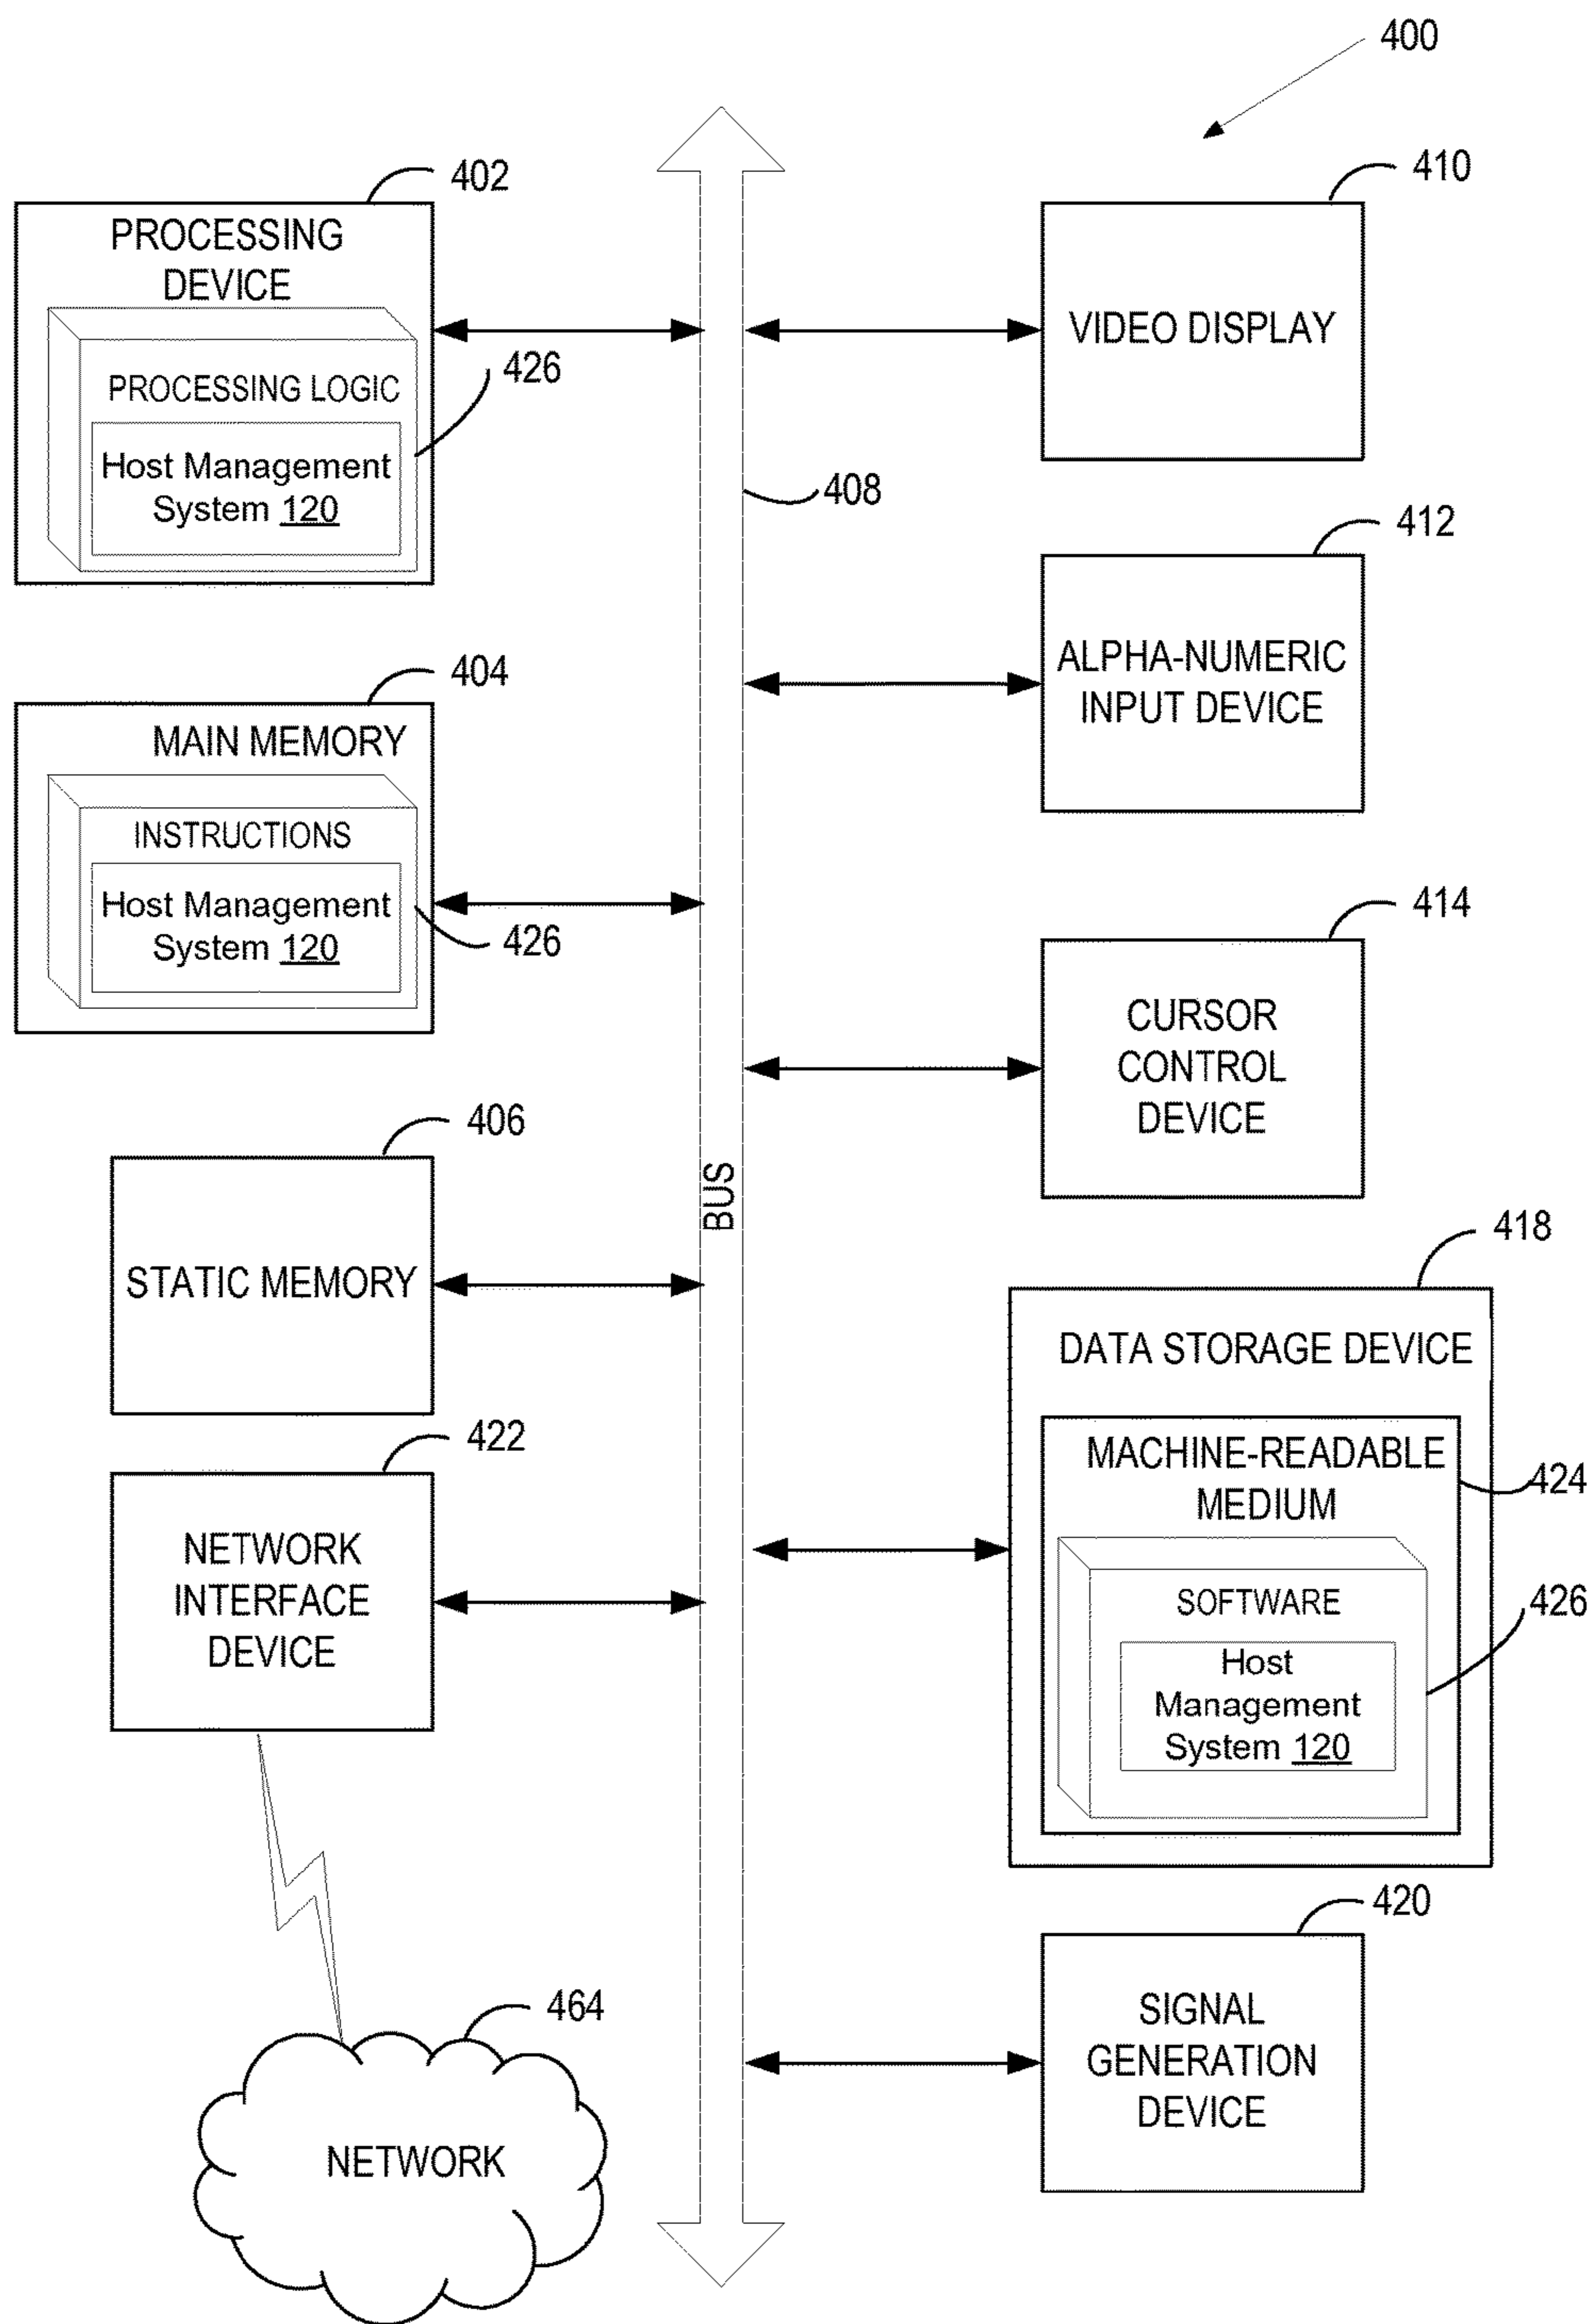 400
402
PROCESSING
DEVICE
PROCESSING LOGIC
426
Host Management
System 120
404
MAIN MEMORY
INSTRUCTIONS
Host Management
System 120
426
406
STATIC MEMORY
422
NETWORK
INTERFACE
DEVICE
464
NETWORK
408
BUS
410
VIDEO DISPLAY
412
ALPHA-NUMERIC
INPUT DEVICE
414
CURSOR
CONTROL
DEVICE
418
DATA STORAGE DEVICE
MACHINE-READABLE
MEDIUM
424
SOFTWARE
426
Host
Management
System 120
420
SIGNAL
GENERATION
DEVICE